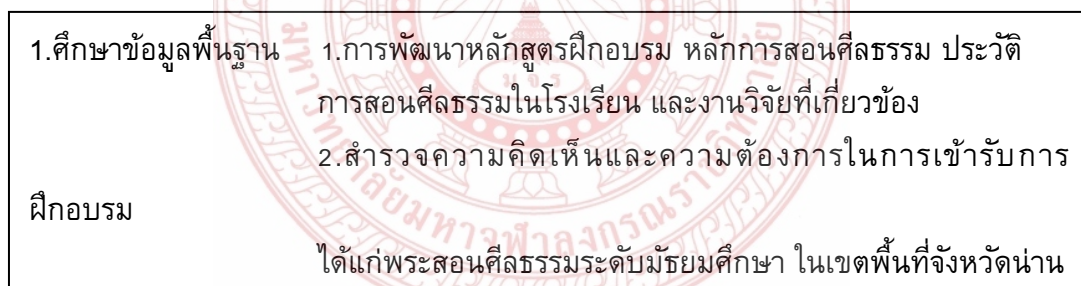 1.ศึกษาข้อมูลพื้นฐาน 1.การพัฒนาหลักสูตรฝึกอบรม หลักการสอนศีลธรรม ประวัติ
การสอนศีลธรรมในโรงเรียน และงานวิจัยที่เกี่ยวข้อง
2.สำรวจความคิดเห็นและความต้องการในการเข้ารับการ
ฝึกอบรม
ได้แก่พระสอนศีลธรรมระดับมัธยมศึกษา ในเขตพื้นที่จังหวัดน่าน